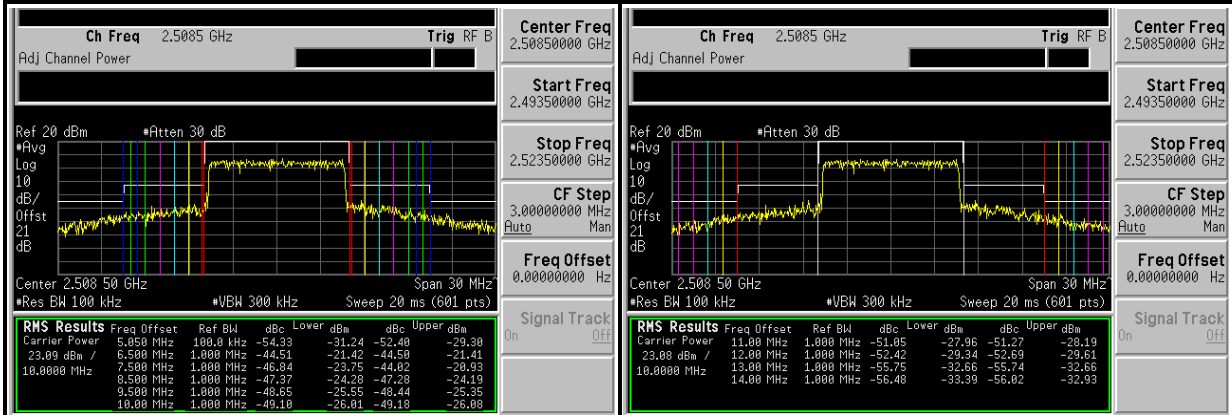 Ch Freq 2.5085 GHz Trig RF B
Adj Channel Power
Ref 20 dBm #Atten 30 dB
#Avg
Log
10
dB/
Offst
21
dB
Center 2.508 50 GHz Span 30 MHz^
#Res BW 100 kHz #VBW 300 kHz Sweep 20 ms (601 pts)
RMS Results Freq Offset Ref BW dBc Lower dBm dBc Upper dBm
Carrier Power 5.050 MHz 100.0 kHz -54.33 -31.24 -52.40 -29.30
23.09 dBm / 6.500 MHz 1.000 MHz -44.51 -21.42 -44.50 -21.41
10.0000 MHz 7.500 MHz 1.000 MHz -46.84 -23.75 -44.02 -20.93
8.500 MHz 1.000 MHz -47.37 -24.28 -47.28 -24.19
9.500 MHz 1.000 MHz -48.65 -25.55 -48.44 -25.35
10.00 MHz 1.000 MHz -49.10 -26.01 -49.18 -26.08
Center Freq
2.50850000 GHz
Start Freq
2.49350000 GHz
Stop Freq
2.52350000 GHz
CF Step
3.00000000 MHz
Auto Man
Freq Offset
0.00000000 Hz
Signal Track
On Off
Ch Freq 2.5085 GHz Trig RF B
Adj Channel Power
Ref 20 dBm #Atten 30 dB
#Avg
Log
10
dB/
Offst
21
dB
Center 2.508 50 GHz Span 30 MHz^
#Res BW 100 kHz #VBW 300 kHz Sweep 20 ms (601 pts)
RMS Results Freq Offset Ref BW dBc Lower dBm dBc Upper dBm
Carrier Power 11.00 MHz 1.000 MHz -51.05 -27.96 -51.27 -28.19
23.08 dBm / 12.00 MHz 1.000 MHz -52.42 -29.34 -52.69 -29.61
10.0000 MHz 13.00 MHz 1.000 MHz -55.75 -32.66 -55.74 -32.66
14.00 MHz 1.000 MHz -56.48 -33.39 -56.02 -32.93
Center Freq
2.50850000 GHz
Start Freq
2.49350000 GHz
Stop Freq
2.52350000 GHz
CF Step
3.00000000 MHz
Auto Man
Freq Offset
0.00000000 Hz
Signal Track
On Off